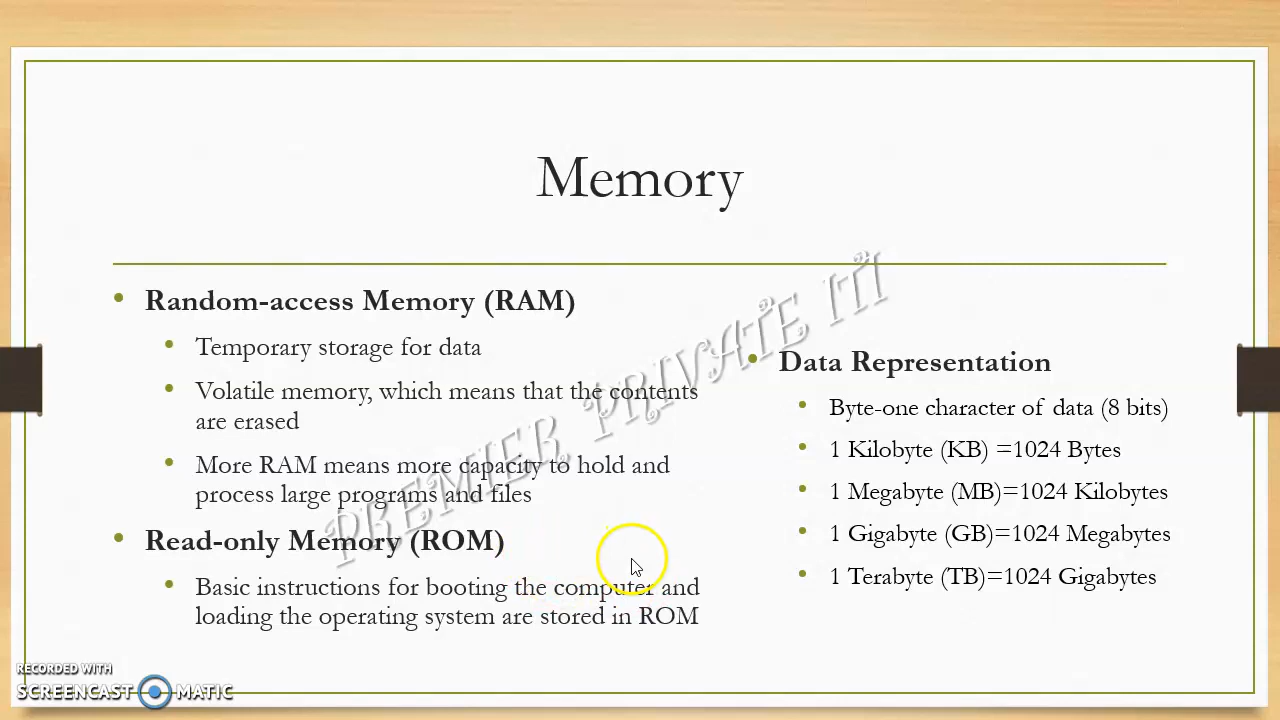 Memory
Random-access Memory (RAM)
Temporary storage for data
Volatile memory, which means that the contents
are erased
More RAM means more capacity to hold and
process large programs and files
Read-only Memory (ROM)
Basic instructions for booting the computer and
loading the operating system are stored in ROM
Data Representation
Byte-one character of data (8 bits)
1 Kilobyte (KB) =1024 Bytes
1 Megabyte (MB)=1024 Kilobytes
1 Gigabyte (GB)=1024 Megabytes
1 Terabyte (TB)=1024 Gigabytes
PREMIER PRIVATE ITI
RECORDED WITH
SCREENCAST MATIC